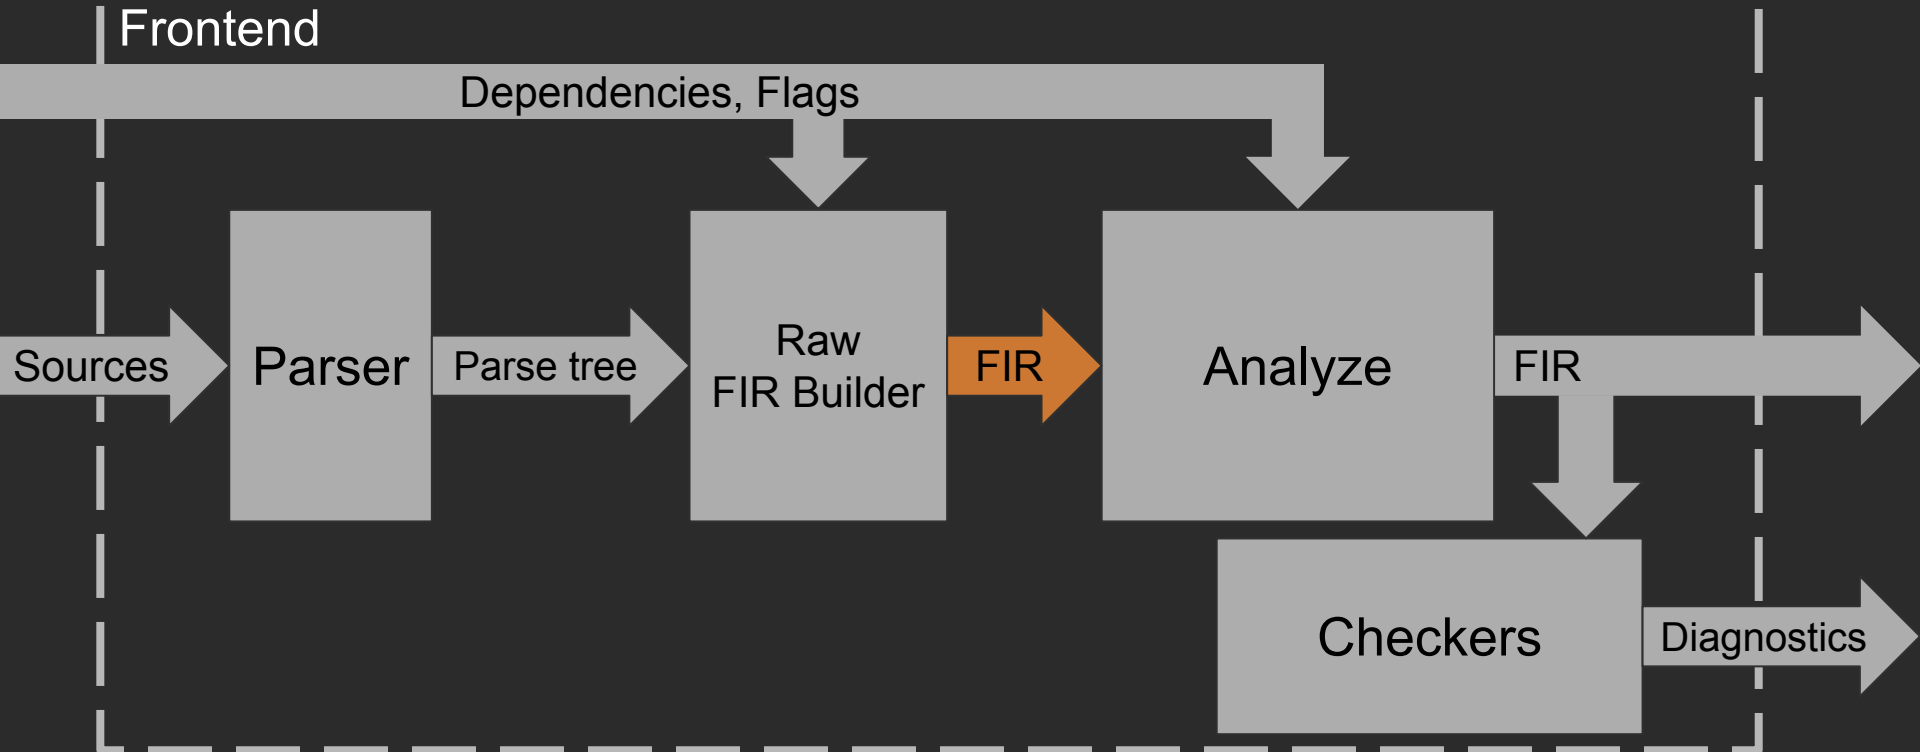 Frontend
Dependencies, Flags
Sources
Parser
Parse tree
Raw
FIR Builder
FIR
Analyze
FIR
Checkers
Diagnostics